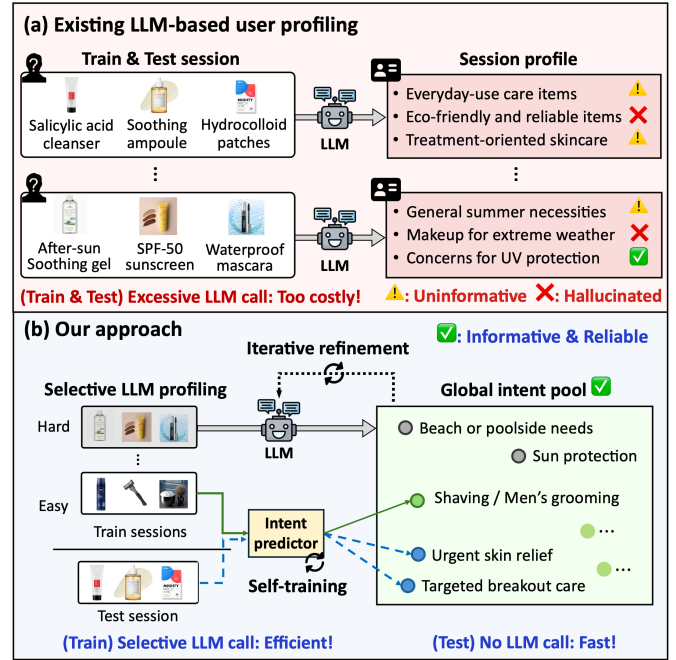 (a) Existing LLM-based user profiling
Train & Test session
Session profile
Salicylic acid
cleanser
Soothing
ampoule
Hydrocolloid
patches
MIGHTY
LLM
• Everyday-use care items
• Eco-friendly and reliable items
• Treatment-oriented skincare
After-sun
Soothing gel
SPF-50
sunscreen
Waterproof
mascara
LLM
• General summer necessities
• Makeup for extreme weather
• Concerns for UV protection
(Train & Test) Excessive LLM call: Too costly!
: Uninformative
: Hallucinated
(b) Our approach
: Informative & Reliable
Iterative refinement
Selective LLM profiling
Global intent pool
Hard
LLM
Beach or poolside needs
Sun protection
Easy
Train sessions
Intent
predictor
Shaving / Men's grooming
...
Urgent skin relief
...
Self-training
Targeted breakout care
MIGHTY
Test session
(Train) Selective LLM call: Efficient!
(Test) No LLM call: Fast!